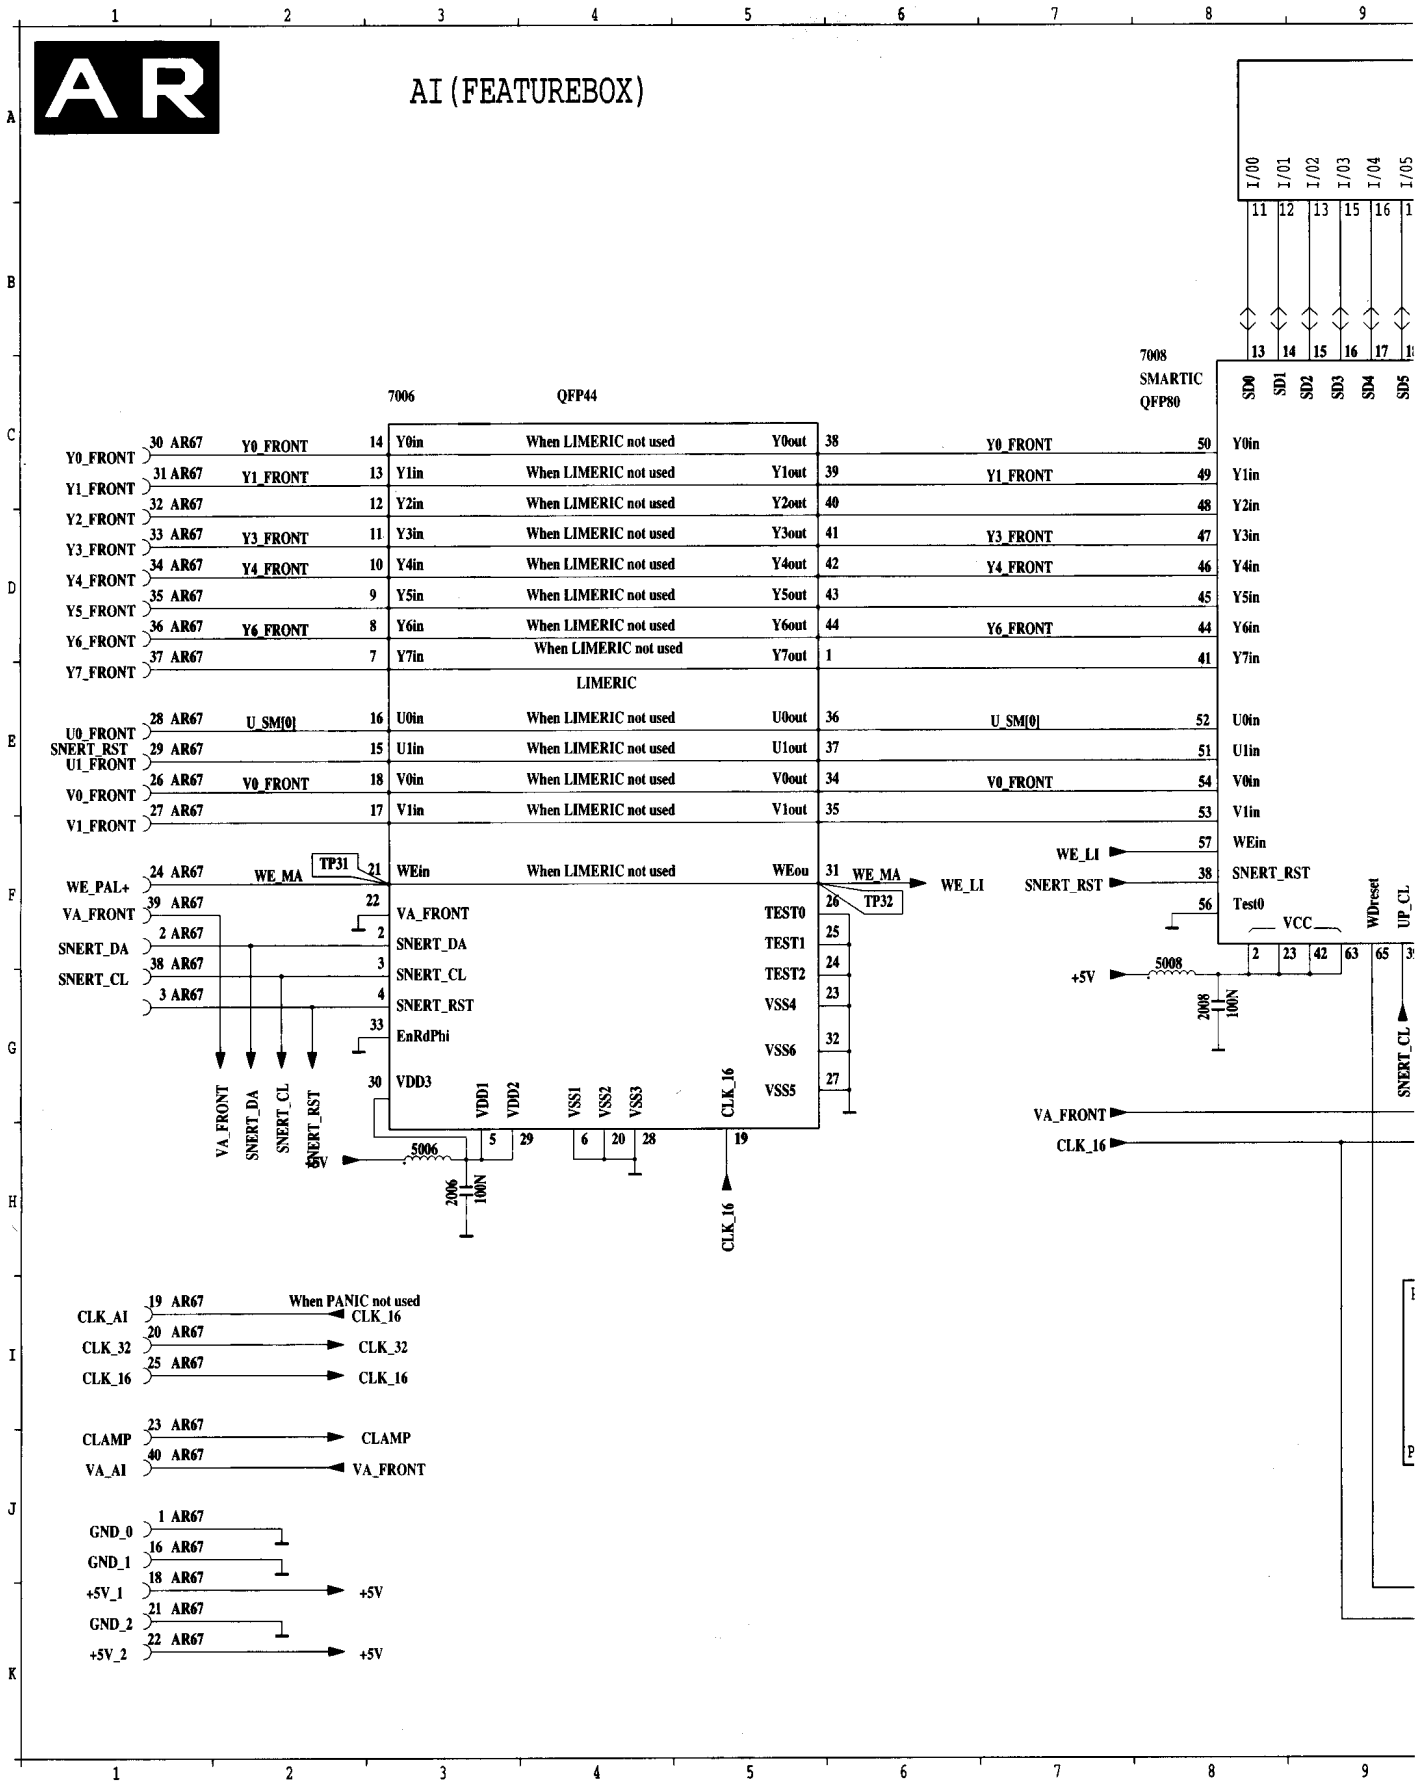 1 2 3 4 5 6 7 8 9
AR
AI(FEATUREBOX)
A
I/O0 I/O1 I/O2 I/O3 I/O4 I/O5
11 12 13 15 16
B
13 14 15 16 17
7008
SMARTIC
QFP80
SD0 SD1 SD2 SD3 SD4 SD5
7006 QFP44
C
Y0_FRONT 30 AR67 Y0_FRONT 14 Y0in When LIMERIC not used Y0out 38 Y0_FRONT 50 Y0in
Y1_FRONT 31 AR67 Y1_FRONT 13 Y1in When LIMERIC not used Y1out 39 Y1_FRONT 49 Y1in
Y2_FRONT 32 AR67 12 Y2in When LIMERIC not used Y2out 40 48 Y2in
Y3_FRONT 33 AR67 Y3_FRONT 11 Y3in When LIMERIC not used Y3out 41 Y3_FRONT 47 Y3in
Y4_FRONT 34 AR67 Y4_FRONT 10 Y4in When LIMERIC not used Y4out 42 Y4_FRONT 46 Y4in
D
Y5_FRONT 35 AR67 9 Y5in When LIMERIC not used Y5out 43 45 Y5in
Y6_FRONT 36 AR67 Y6_FRONT 8 Y6in When LIMERIC not used Y6out 44 Y6_FRONT 44 Y6in
Y7_FRONT 37 AR67 7 Y7in When LIMERIC not used Y7out 1 41 Y7in
LIMERIC
U0_FRONT 28 AR67 U_SM[0] 16 U0in When LIMERIC not used U0out 36 U_SM[0] 52 U0in
E
SNERT_RST
U1_FRONT 29 AR67 15 U1in When LIMERIC not used U1out 37 51 U1in
V0_FRONT 26 AR67 V0_FRONT 18 V0in When LIMERIC not used V0out 34 V0_FRONT 54 V0in
V1_FRONT 27 AR67 17 V1in When LIMERIC not used V1out 35 53 V1in
WE_LI 57 WEin
WE_PAL+ 24 AR67 WE_MA TP31 21 WEin When LIMERIC not used WEou 31 WE_MA WE_LI SNERT_RST 38 SNERT_RST
F
TP32
VA_FRONT 39 AR67 22 VA_FRONT TEST0 26 56 Test0
VCC WDreset UP_CL
SNERT_DA 2 AR67 2 SNERT_DA TEST1 25
2 23 42 63 65
SNERT_CL 38 AR67 3 SNERT_CL TEST2 24 +5V 5008
3 AR67 4 SNERT_RST VSS4 23 2008 100N
33 EnRdPhi VSS6 32
G
SNERT_CL
30 VDD3 VSS5 27
VDD1 VDD2 VSS1 VSS2 VSS3 CLK_16
VA_FRONT SNERT_DA SNERT_CL SNERT_RST
VA_FRONT
5 29 6 20 28 19
CLK_16
+5V 5006
2006 100N
H
CLK_16
CLK_AI 19 AR67 When PANIC not used CLK_16
CLK_32 20 AR67 CLK_32
I
CLK_16 25 AR67 CLK_16
CLAMP 23 AR67 CLAMP
VA_AI 40 AR67 VA_FRONT
J
GND_0 1 AR67
GND_1 16 AR67
+5V_1 18 AR67 +5V
GND_2 21 AR67
+5V_2 22 AR67 +5V
K
1 2 3 4 5 6 7 8 9